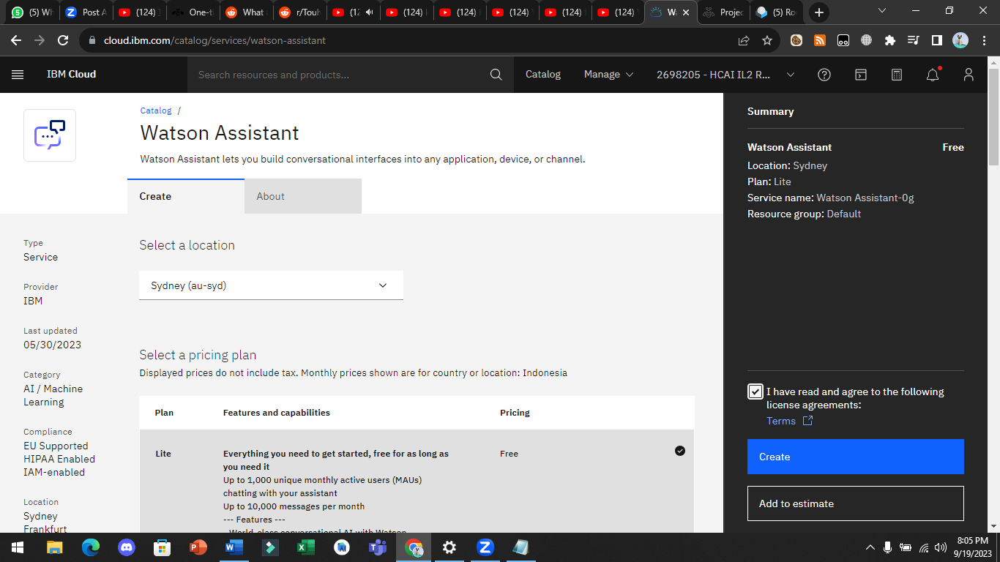 (5) Wh
Post A
(124)
One-t
What
r/Touh
(12
(124)
(124)
(124)
(124)
(124)
Wa
Projec
(5) Ro
cloud.ibm.com/catalog/services/watson-assistant
IBM Cloud
Search resources and products...
Catalog
Manage
2698205 - HCAI IL2 R...
Catalog /
Watson Assistant
Watson Assistant lets you build conversational interfaces into any application, device, or channel.
Create
About
Type
Service
Provider
IBM
Last updated
05/30/2023
Category
AI / Machine
Learning
Compliance
EU Supported
HIPAA Enabled
IAM-enabled
Location
Sydney
Frankfurt
Select a location
Sydney (au-syd)
Select a pricing plan
Displayed prices do not include tax. Monthly prices shown are for country or location: Indonesia
Plan
Features and capabilities
Pricing
Lite
Everything you need to get started, free for as long as
you need it
Up to 1,000 unique monthly active users (MAUs)
chatting with your assistant
Up to 10,000 messages per month
--- Features ---
- World-class conversational AI with Watson
Free
Summary
Watson Assistant
Free
Location: Sydney
Plan: Lite
Service name: Watson Assistant-0g
Resource group: Default
I have read and agree to the following
license agreements:
Terms
Create
Add to estimate
8:05 PM
9/19/2023